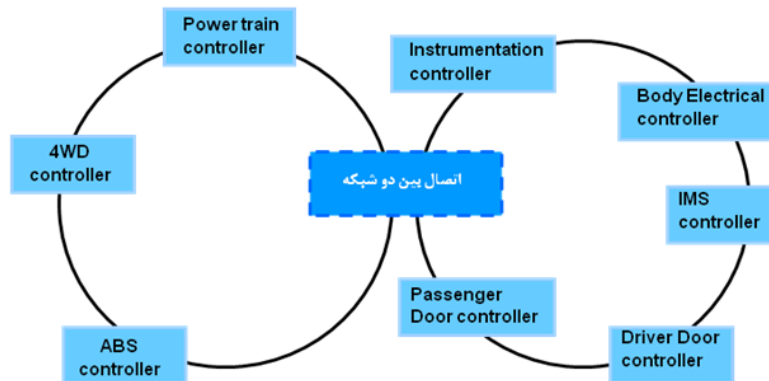 Power train
controller
Instrumentation
controller
Body Electrical
controller
4WD
controller
اتصال بین دو شبکه
IMS
controller
Passenger
Door controller
ABS
controller
Driver Door
controller